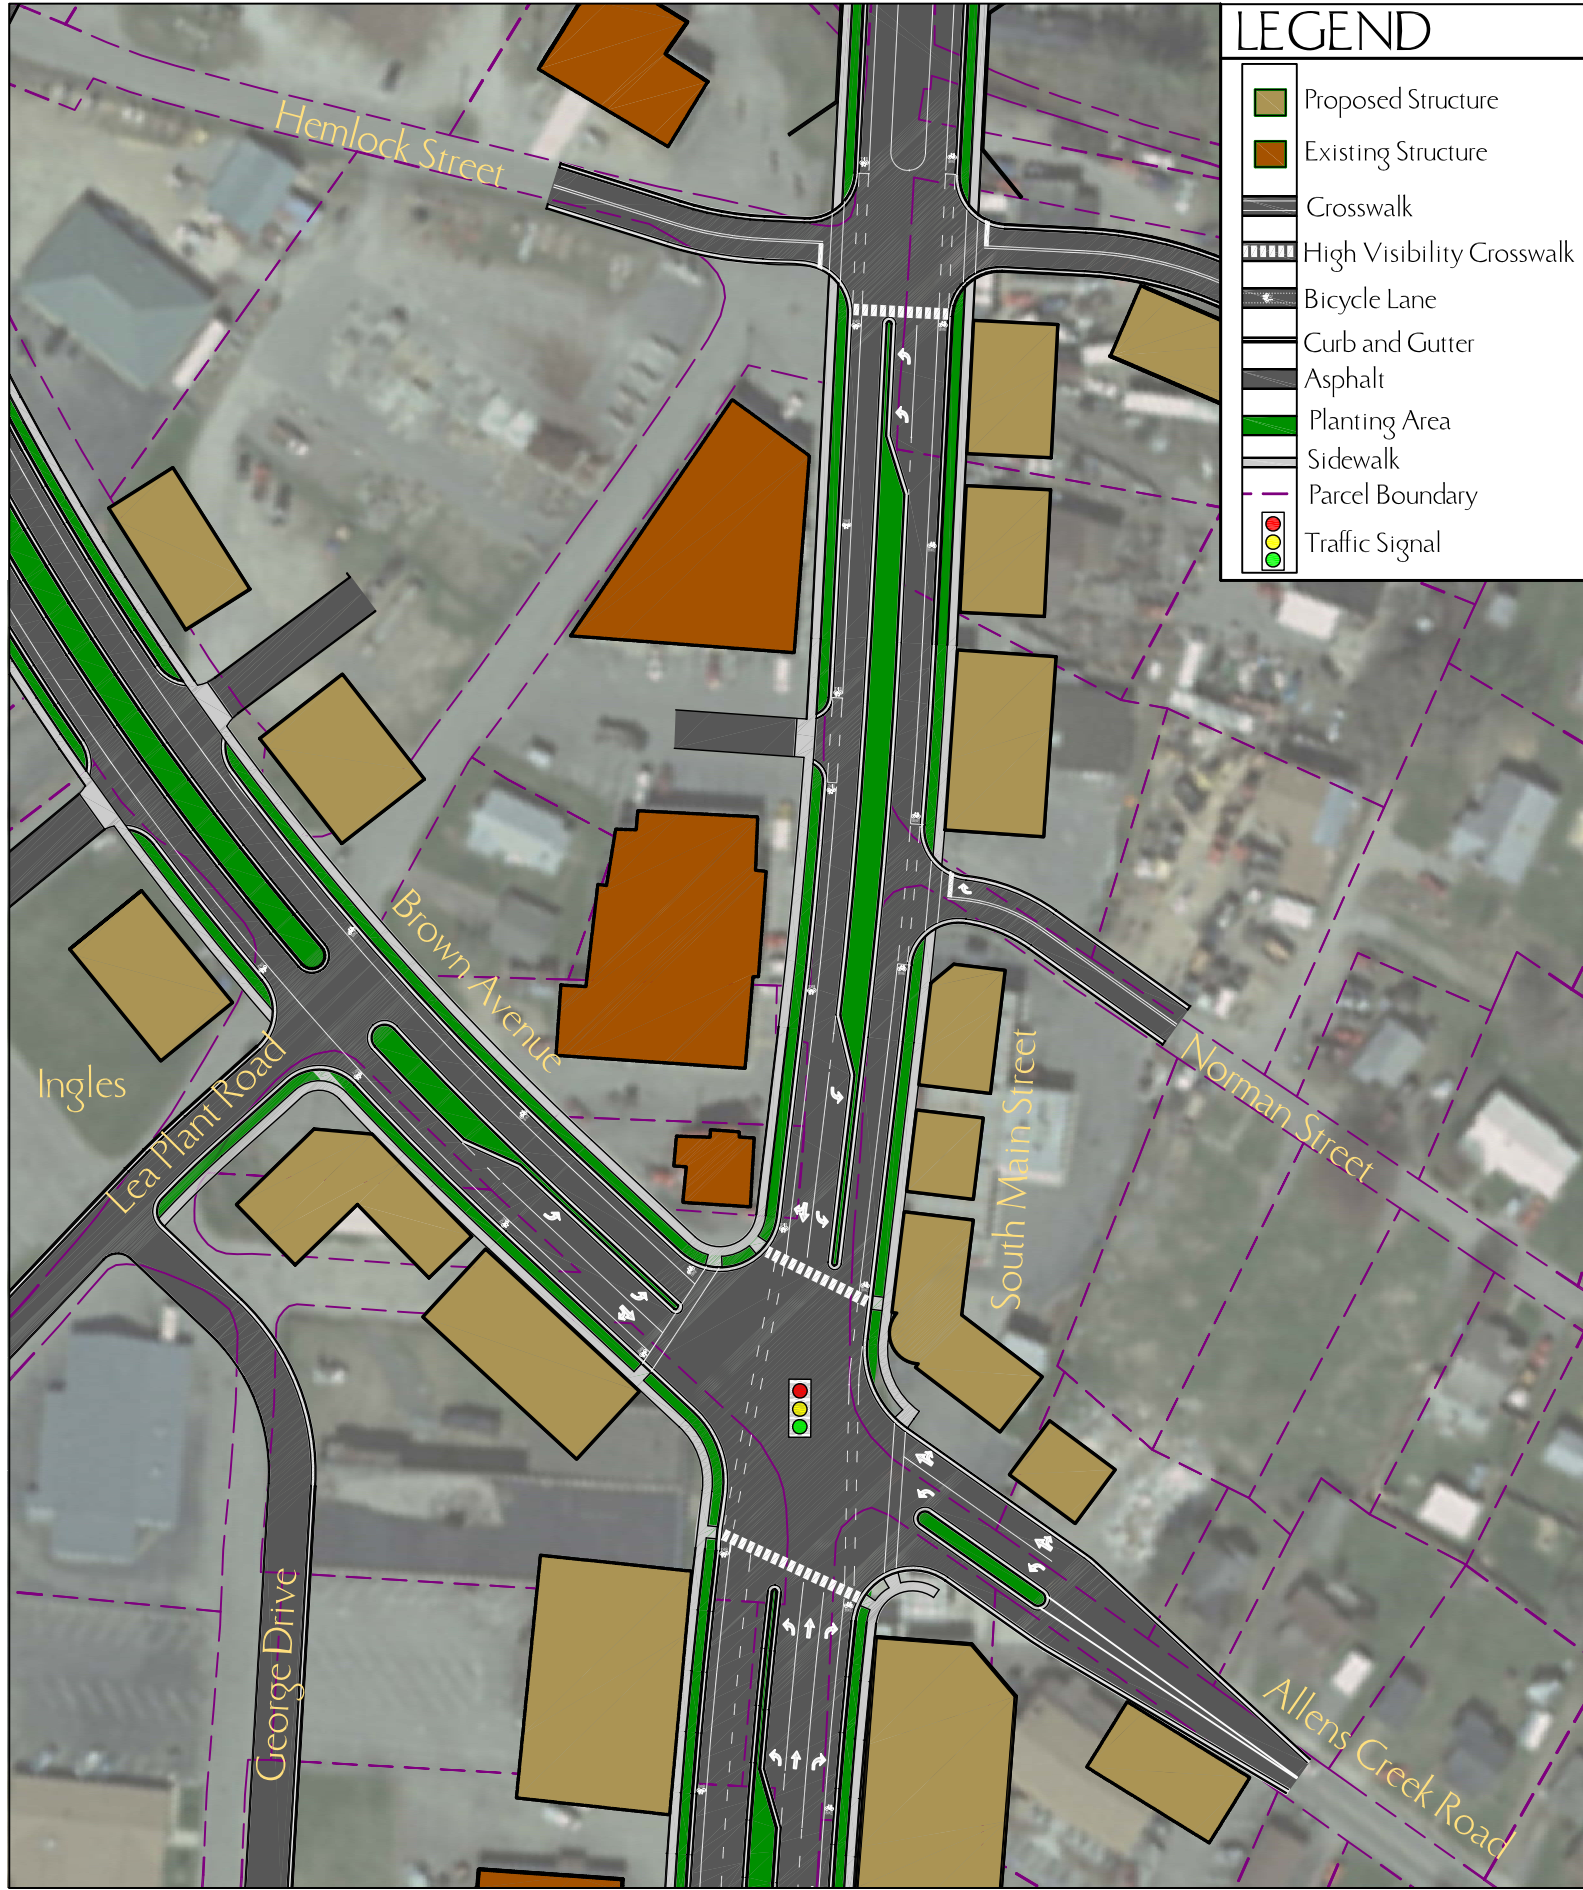 LEGEND
Proposed Structure
Existing Structure
Crosswalk
High Visibility Crosswalk
Bicycle Lane
Curb and Gutter
Asphalt
Planting Area
Sidewalk
Parcel Boundary
Traffic Signal
Hemlock Street
Brown Avenue
Ingles
Lea Plant Road
South Main Street
Norman Street
George Drive
Allens Creek Road